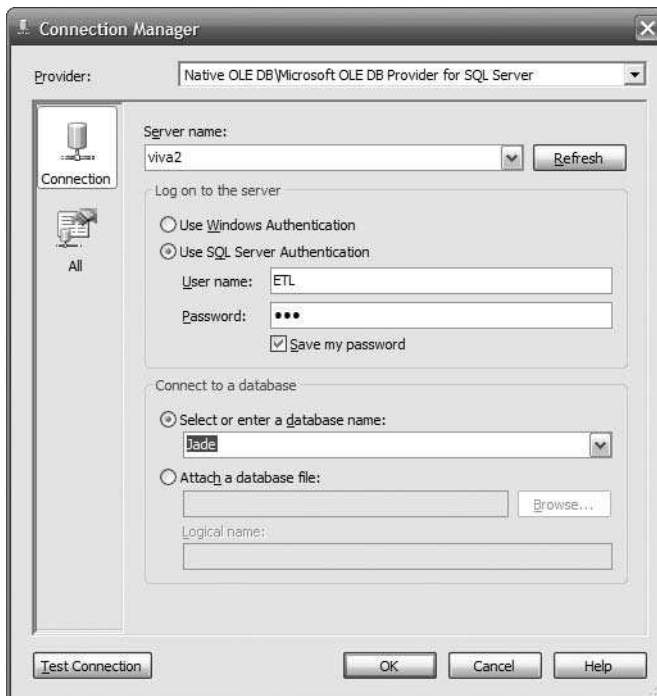 Connection Manager
Provider: Native OLE DB\Microsoft OLE DB Provider for SQL Server
Connection
All
Server name:
viva2 Refresh
Log on to the server
Use Windows Authentication
Use SQL Server Authentication
User name: ETL
Password: •••
Save my password
Connect to a database
Select or enter a database name:
Jade
Attach a database file:
Browse...
Logical name:
Test Connection OK Cancel Help